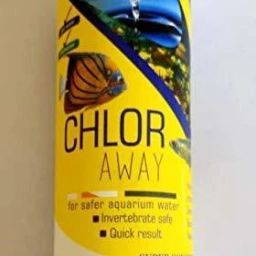 CHLOR
AWAY
for safer aquarium water
■ Invertebrate safe
■ Quick result